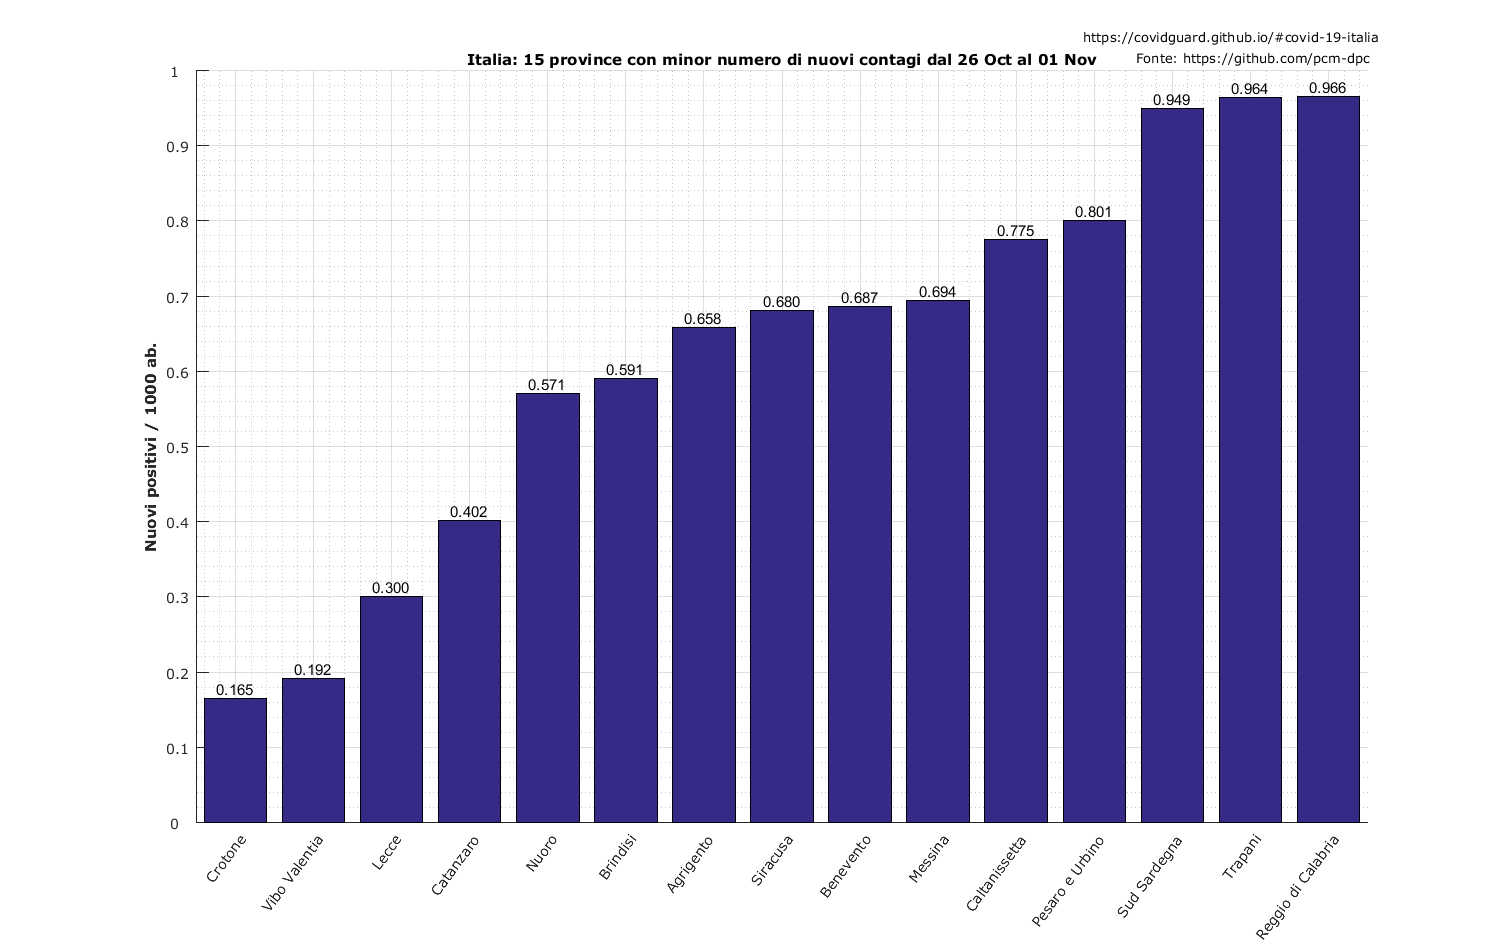 https://covidguard.github.io/#covid-19-italia
Italia: 15 province con minor numero di nuovi contagi dal 26 Oct al 01 Nov
Fonte: https://github.com/pcm-dpc
Nuovi positivi / 1000 ab.
1
0.9
0.8
0.7
0.6
0.5
0.4
0.3
0.2
0.1
0
0.165
0.192
0.300
0.402
0.571
0.591
0.658
0.680
0.687
0.694
0.775
0.801
0.949
0.964
0.966
Crotone
Vibo Valentia
Lecce
Catanzaro
Nuoro
Brindisi
Agrigento
Siracusa
Benevento
Messina
Caltanissetta
Pesaro e Urbino
Sud Sardegna
Trapani
Reggio di Calabria